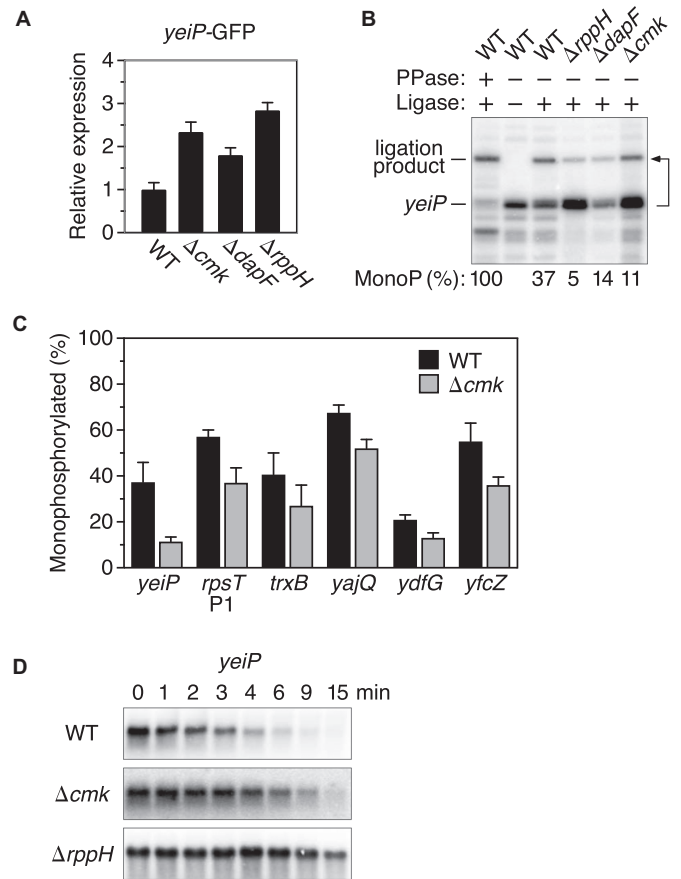 A
yeiP-GFP
Relative expression
4
3
2
1
0
WT
Δcmk
ΔdapF
ΔrppH
B
WT WT WT ΔrppH ΔdapF Δcmk
PPase: + − − − − −
Ligase: + − + + + +
ligation
product
yeiP
MonoP (%): 100 37 5 14 11
C
Monophosphorylated (%)
100
80
60
40
20
0
WT
Δcmk
yeiP rpsT trxB yajQ ydfG yfcZ
P1
D
yeiP
0 1 2 3 4 6 9 15 min
WT
Δcmk
ΔrppH